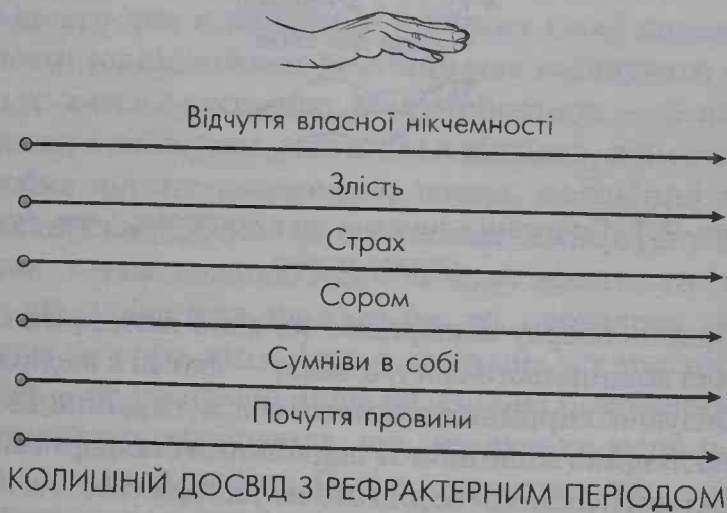 Відчуття власної нікчемності
Злість
Страх
Сором
Сумніви в собі
Почуття провини
КОЛИШНІЙ ДОСВІД З РЕФРАКТЕРНИМ ПЕРІОДОМ